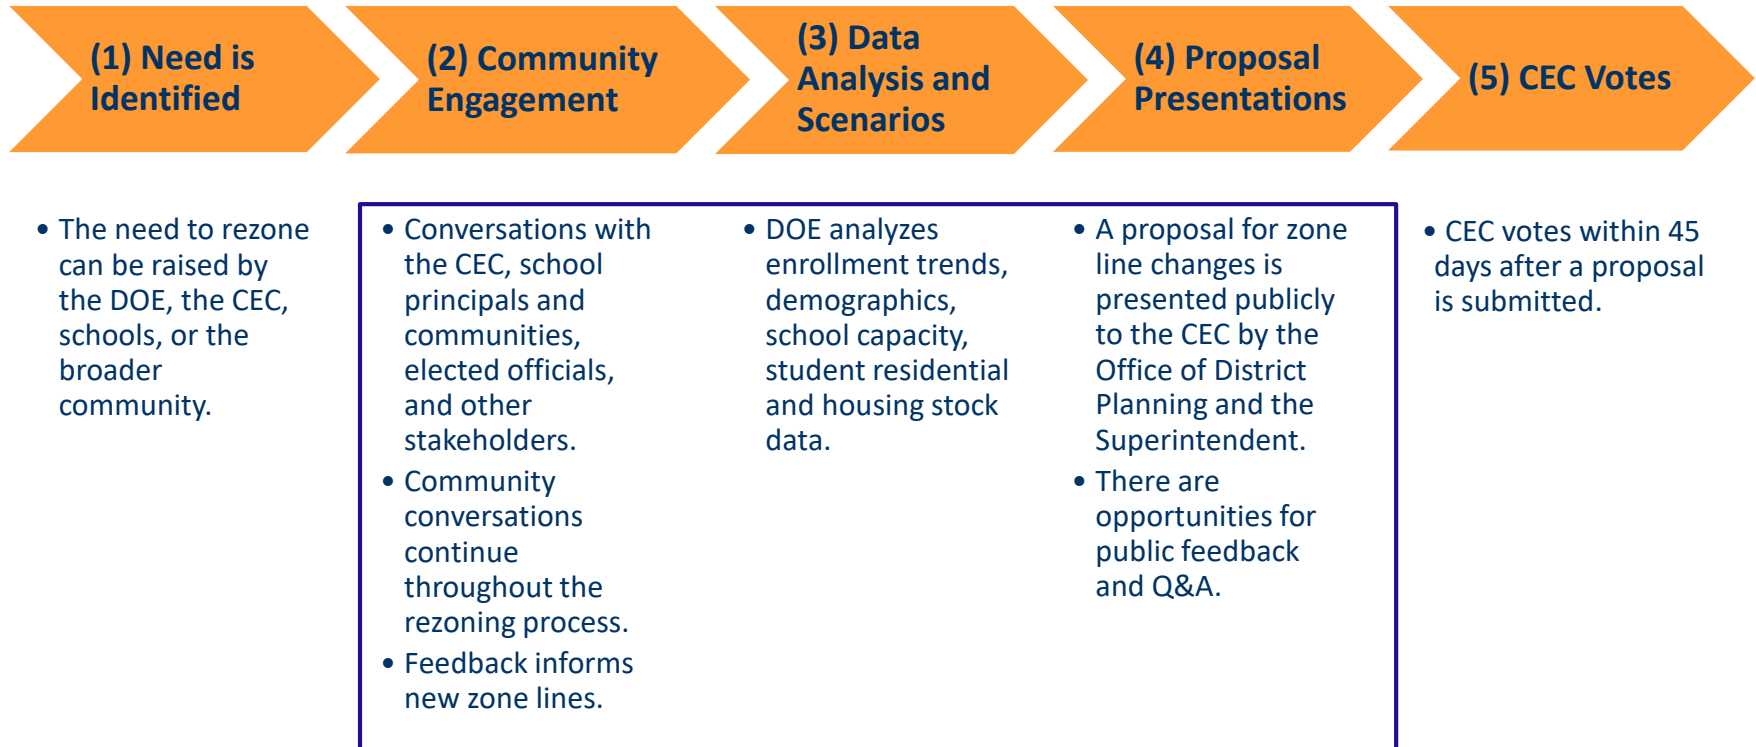 (1) Need is
Identified
(2) Community
Engagement
(3) Data
Analysis and
Scenarios
(4) Proposal
Presentations
(5) CEC Votes
• The need to rezone
can be raised by
the DOE, the CEC,
schools, or the
broader
community.
• Conversations with
the CEC, school
principals and
communities,
elected officials,
and other
stakeholders.
• Community
conversations
continue
throughout the
rezoning process.
• Feedback informs
new zone lines.
• DOE analyzes
enrollment trends,
demographics,
school capacity,
student residential
and housing stock
data.
• A proposal for zone
line changes is
presented publicly
to the CEC by the
Office of District
Planning and the
Superintendent.
• There are
opportunities for
public feedback
and Q&A.
• CEC votes within 45
days after a proposal
is submitted.